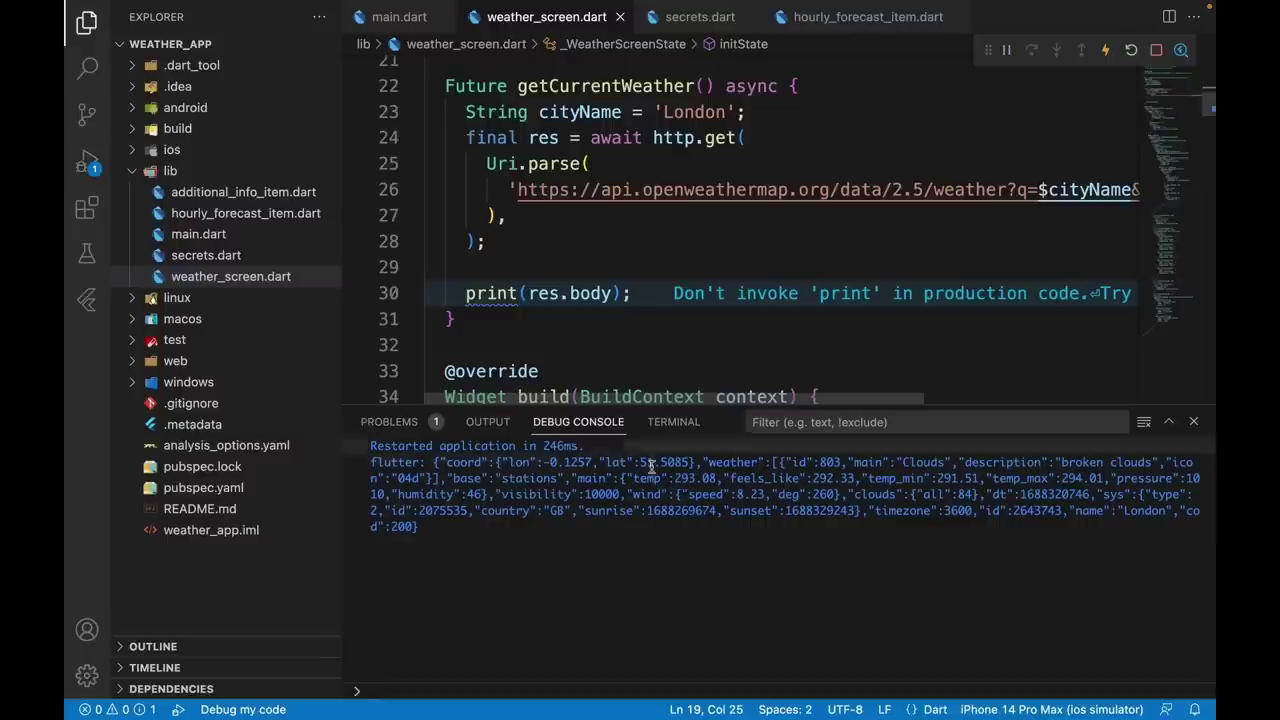 EXPLORER
WEATHER_APP
.dart_tool
.idea
android
build
ios
lib
additional_info_item.dart
hourly_forecast_item.dart
main.dart
secrets.dart
weather_screen.dart
linux
macos
test
web
windows
.gitignore
.metadata
analysis_options.yaml
pubspec.lock
pubspec.yaml
README.md
weather_app.iml
OUTLINE
TIMELINE
DEPENDENCIES
1
main.dart
weather_screen.dart
secrets.dart
hourly_forecast_item.dart
lib > weather_screen.dart > _WeatherScreenState > initState
21
22 Future getCurrentWeather() async {
23 String cityName = 'London';
24 final res = await http.get(
25 Uri.parse(
26 'https://api.openweathermap.org/data/2.5/weather?q=$cityName&
27 ),
28 );
29
30 print(res.body); Don't invoke 'print' in production code.⏎Try
31 }
32
33 @override
34 Widget build(BuildContext context) {
PROBLEMS 1 OUTPUT DEBUG CONSOLE TERMINAL Filter (e.g. text, !exclude)
Restarted application in 246ms.
flutter: {"coord":{"lon":-0.1257,"lat":51.5085},"weather":[{"id":803,"main":"Clouds","description":"broken clouds","ico
n":"04d"}],"base":"stations","main":{"temp":293.08,"feels_like":292.33,"temp_min":291.51,"temp_max":294.01,"pressure":10
10,"humidity":46},"visibility":10000,"wind":{"speed":8.23,"deg":260},"clouds":{"all":84},"dt":1688320746,"sys":{"type":
2,"id":2075535,"country":"GB","sunrise":1688269674,"sunset":1688329243},"timezone":3600,"id":2643743,"name":"London","co
d":200}
0 0 1 Debug my code Ln 19, Col 25 Spaces: 2 UTF-8 LF {} Dart iPhone 14 Pro Max (ios simulator)